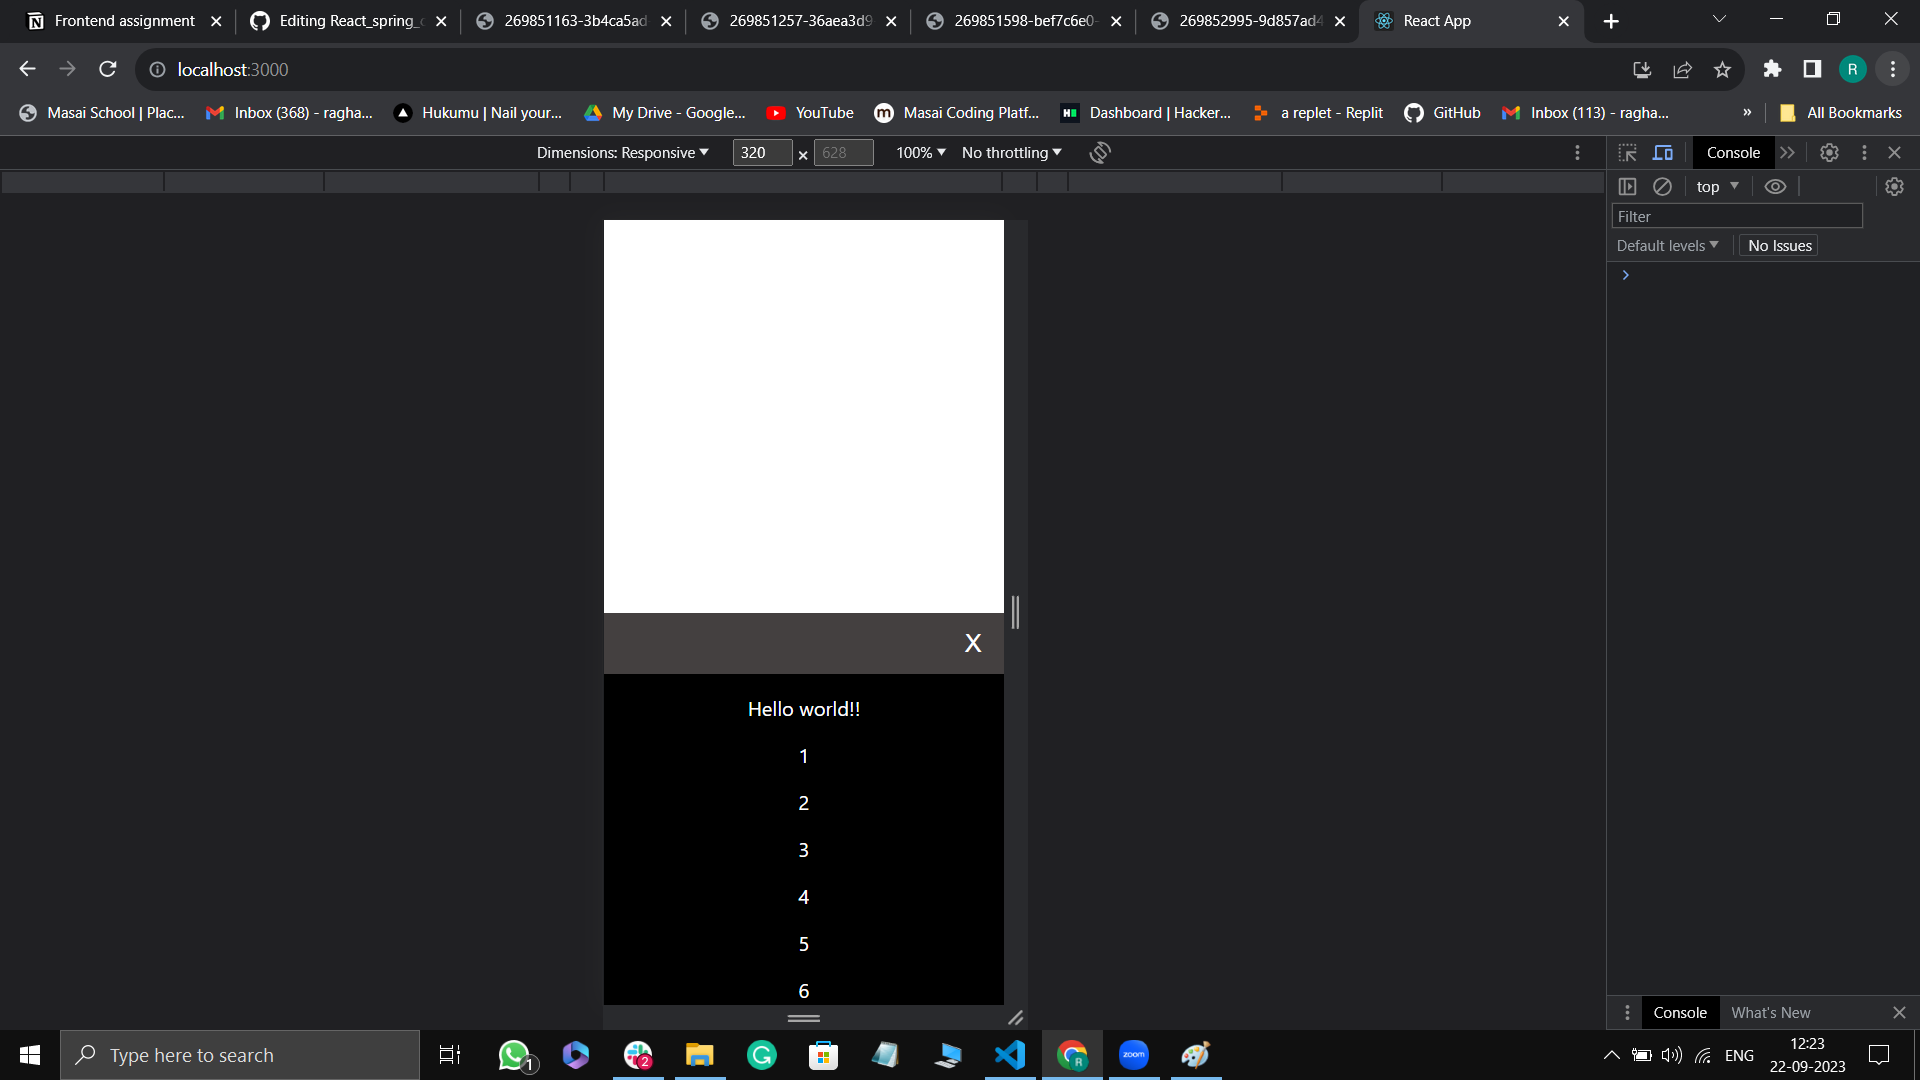 Frontend assignment
Editing React_spring_
269851163-3b4ca5ad-
269851257-36aea3d9
269851598-bef7c6e0-
269852995-9d857ad4
React App
localhost:3000
R
Masai School | Plac...
Inbox (368) - ragha...
Hukumu | Nail your...
My Drive - Google...
YouTube
Masai Coding Platf...
Dashboard | Hacker...
a replet - Replit
GitHub
Inbox (113) - ragha...
»
All Bookmarks
Dimensions: Responsive
320
×
628
100%
No throttling
Console
top
Filter
Default levels
No Issues
X
Hello world!!
1
2
3
4
5
6
Console
What's New
Type here to search
1
2
zoom
R
ENG
12:23
22-09-2023